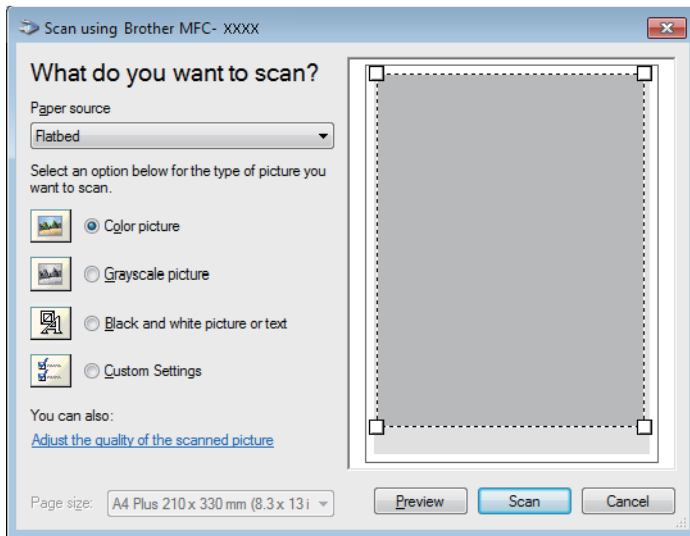 Scan using Brother MFC- XXXX
What do you want to scan?
Paper source
Flatbed
Select an option below for the type of picture you
want to scan.
Color picture
Grayscale picture
Black and white picture or text
Custom Settings
You can also:
Adjust the quality of the scanned picture
Page size:
A4 Plus 210 x 330 mm (8.3 x 13 i
Preview
Scan
Cancel